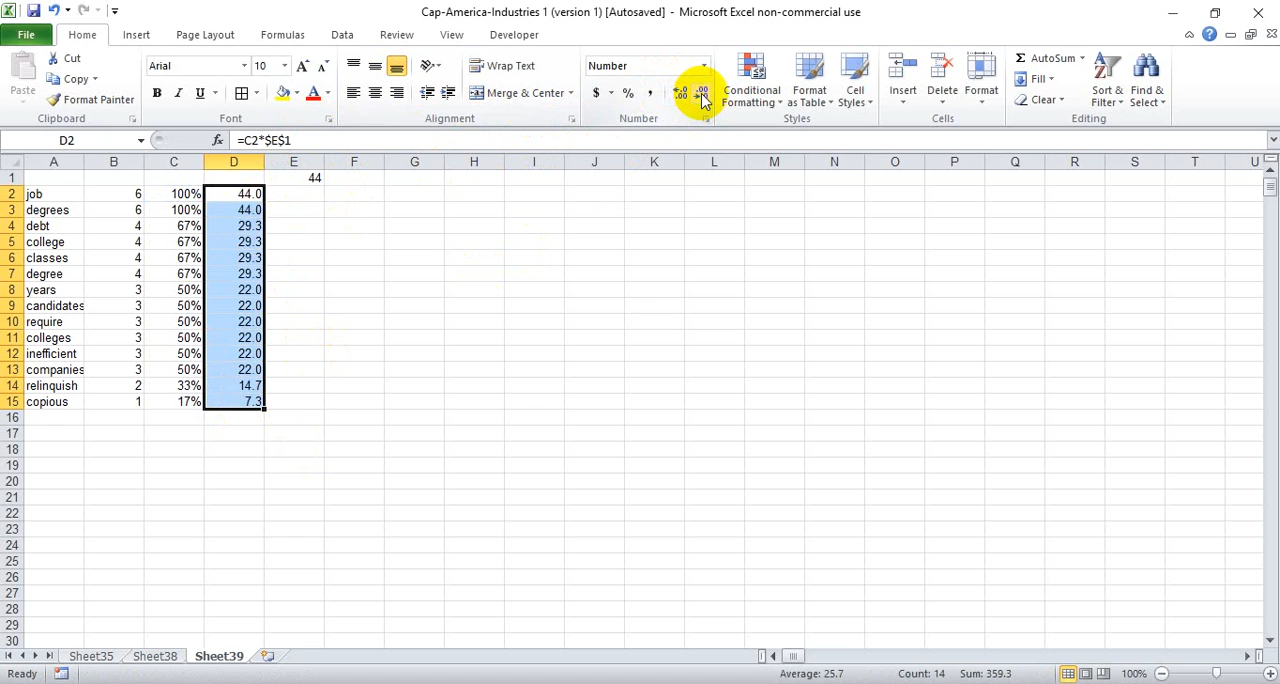 Cap-America-Industries 1 (version 1) [Autosaved] - Microsoft Excel non-commercial use
File Home Insert Page Layout Formulas Data Review View Developer
Paste Cut Copy Format Painter Clipboard
Arial 10 A A B I U A Font
Wrap Text Merge & Center Alignment
Number $ % , .0 .00 .00 .0 Number
Conditional Formatting Format as Table Cell Styles Styles
Insert Delete Format Cells
Σ AutoSum Fill Clear Sort & Filter Find & Select Editing
D2 fx =C2*$E$1
A B C D E F G H I J K L M N O P Q R S T U
1 44
2 job 6 100% 44.0
3 degrees 6 100% 44.0
4 debt 4 67% 29.3
5 college 4 67% 29.3
6 classes 4 67% 29.3
7 degree 4 67% 29.3
8 years 3 50% 22.0
9 candidates 3 50% 22.0
10 require 3 50% 22.0
11 colleges 3 50% 22.0
12 inefficient 3 50% 22.0
13 companies 3 50% 22.0
14 relinquish 2 33% 14.7
15 copious 1 17% 7.3
16
17
18
19
20
21
22
23
24
25
26
27
28
29
30
Sheet35 Sheet38 Sheet39
Ready Average: 25.7 Count: 14 Sum: 359.3 100%